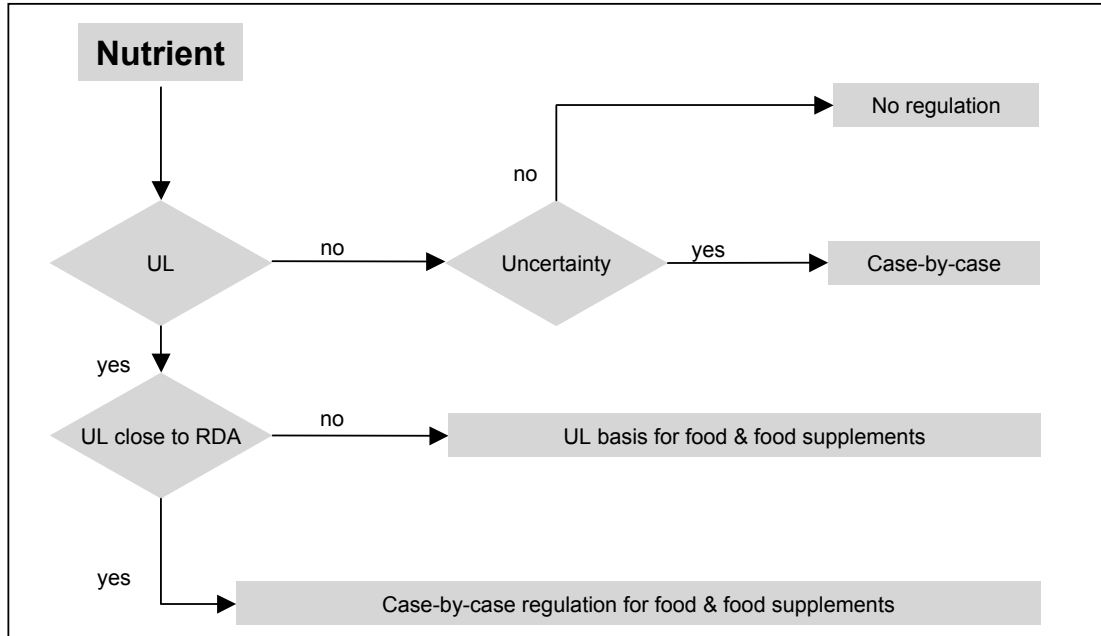 Nutrient
No regulation
no
UL
no
Uncertainty
yes
Case-by-case
yes
UL close to RDA
no
UL basis for food & food supplements
yes
Case-by-case regulation for food & food supplements